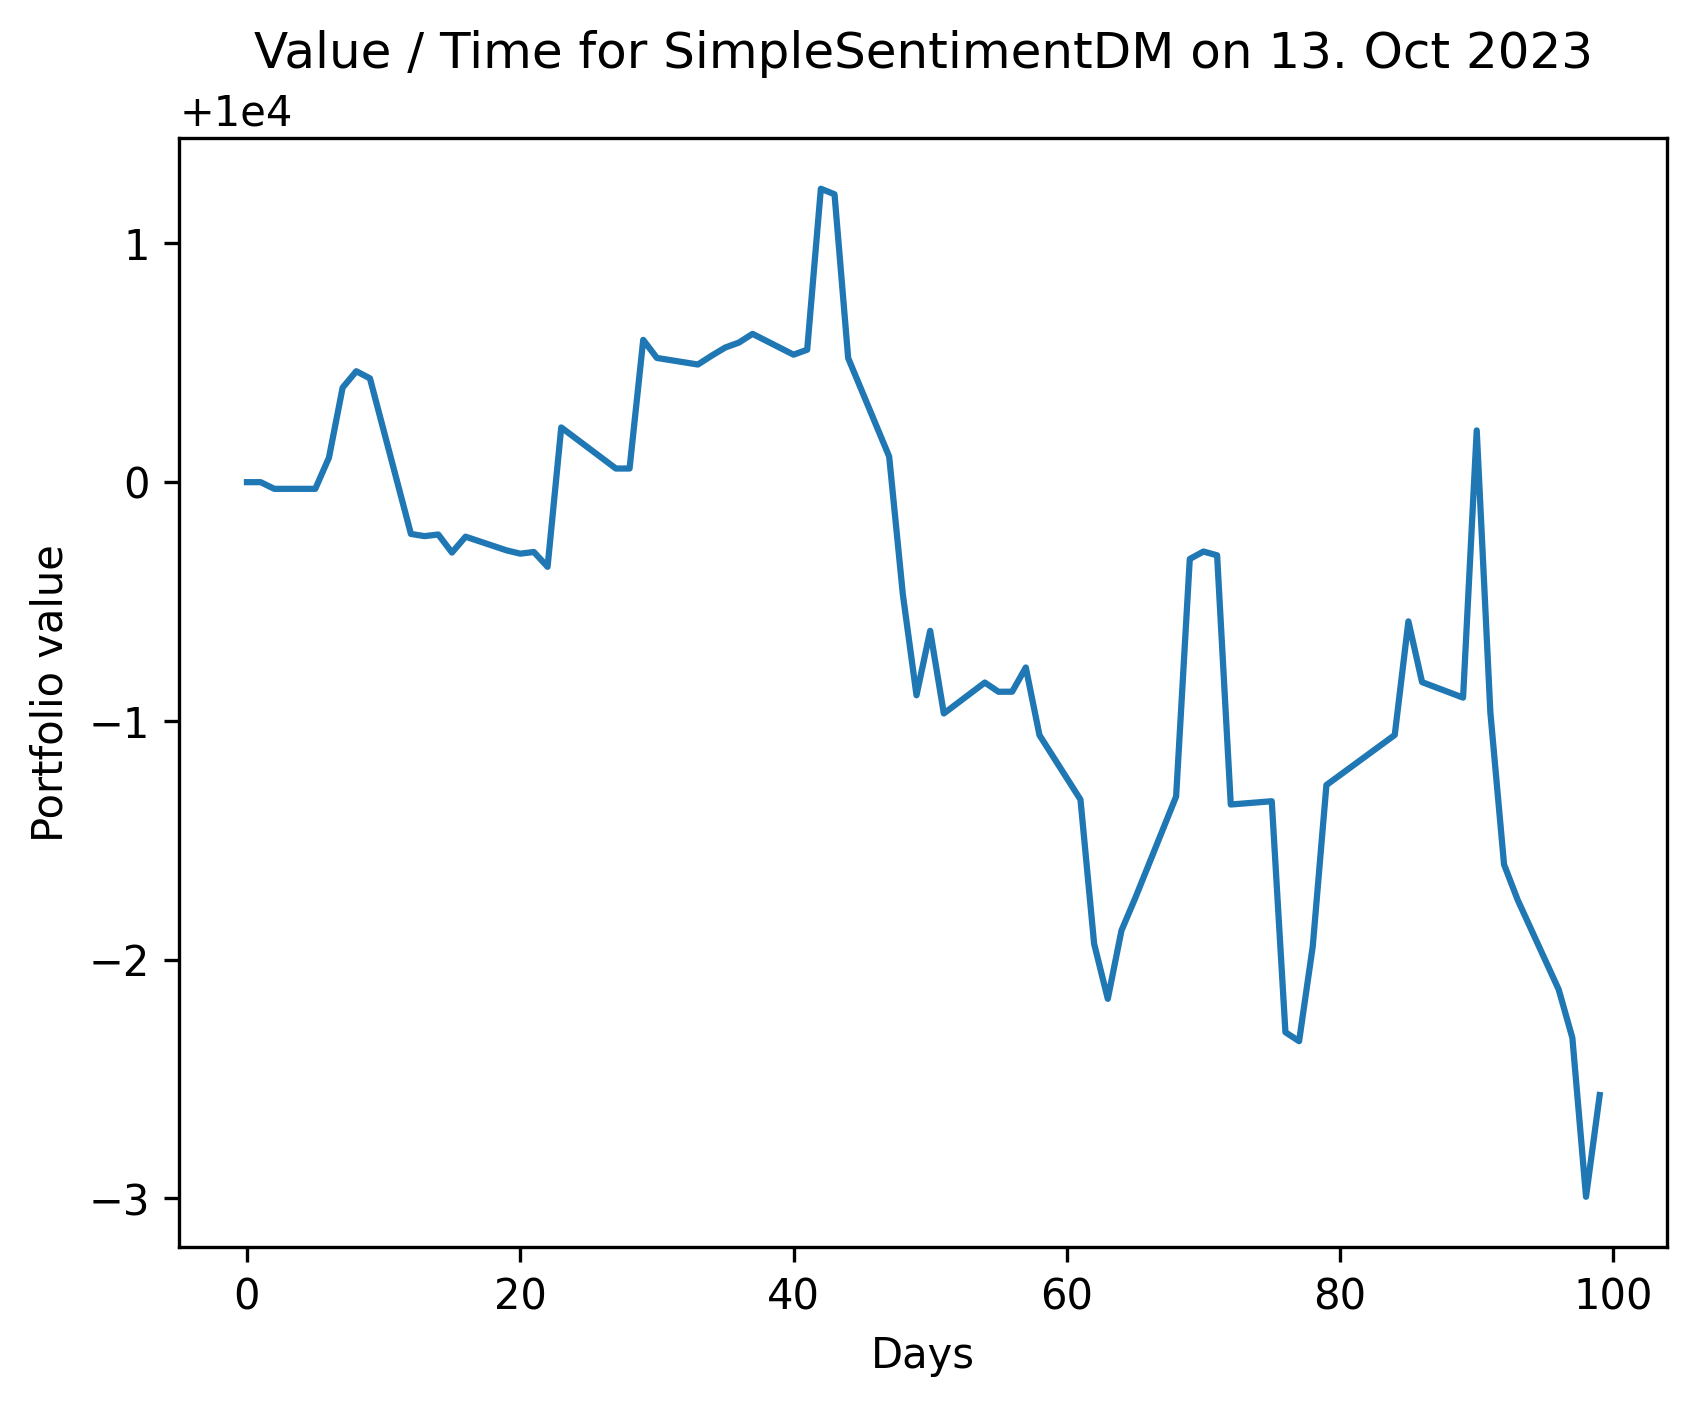 Value / Time for SimpleSentimentDM on 13. Oct 2023
+1e4
1
0
−1
−2
−3
Portfolio value
0 20 40 60 80 100
Days